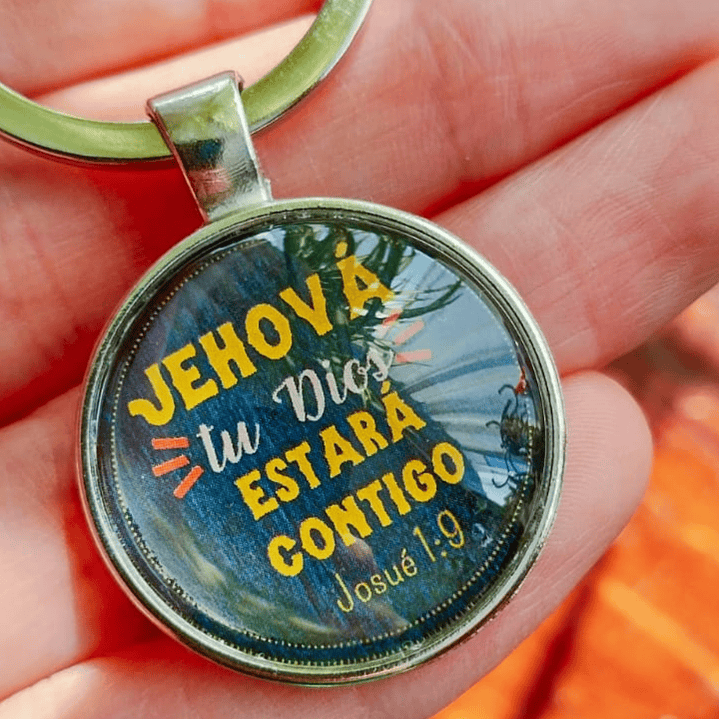 JEHOVÁ
tu Dios
ESTARÁ
CONTIGO
Josué 1:9